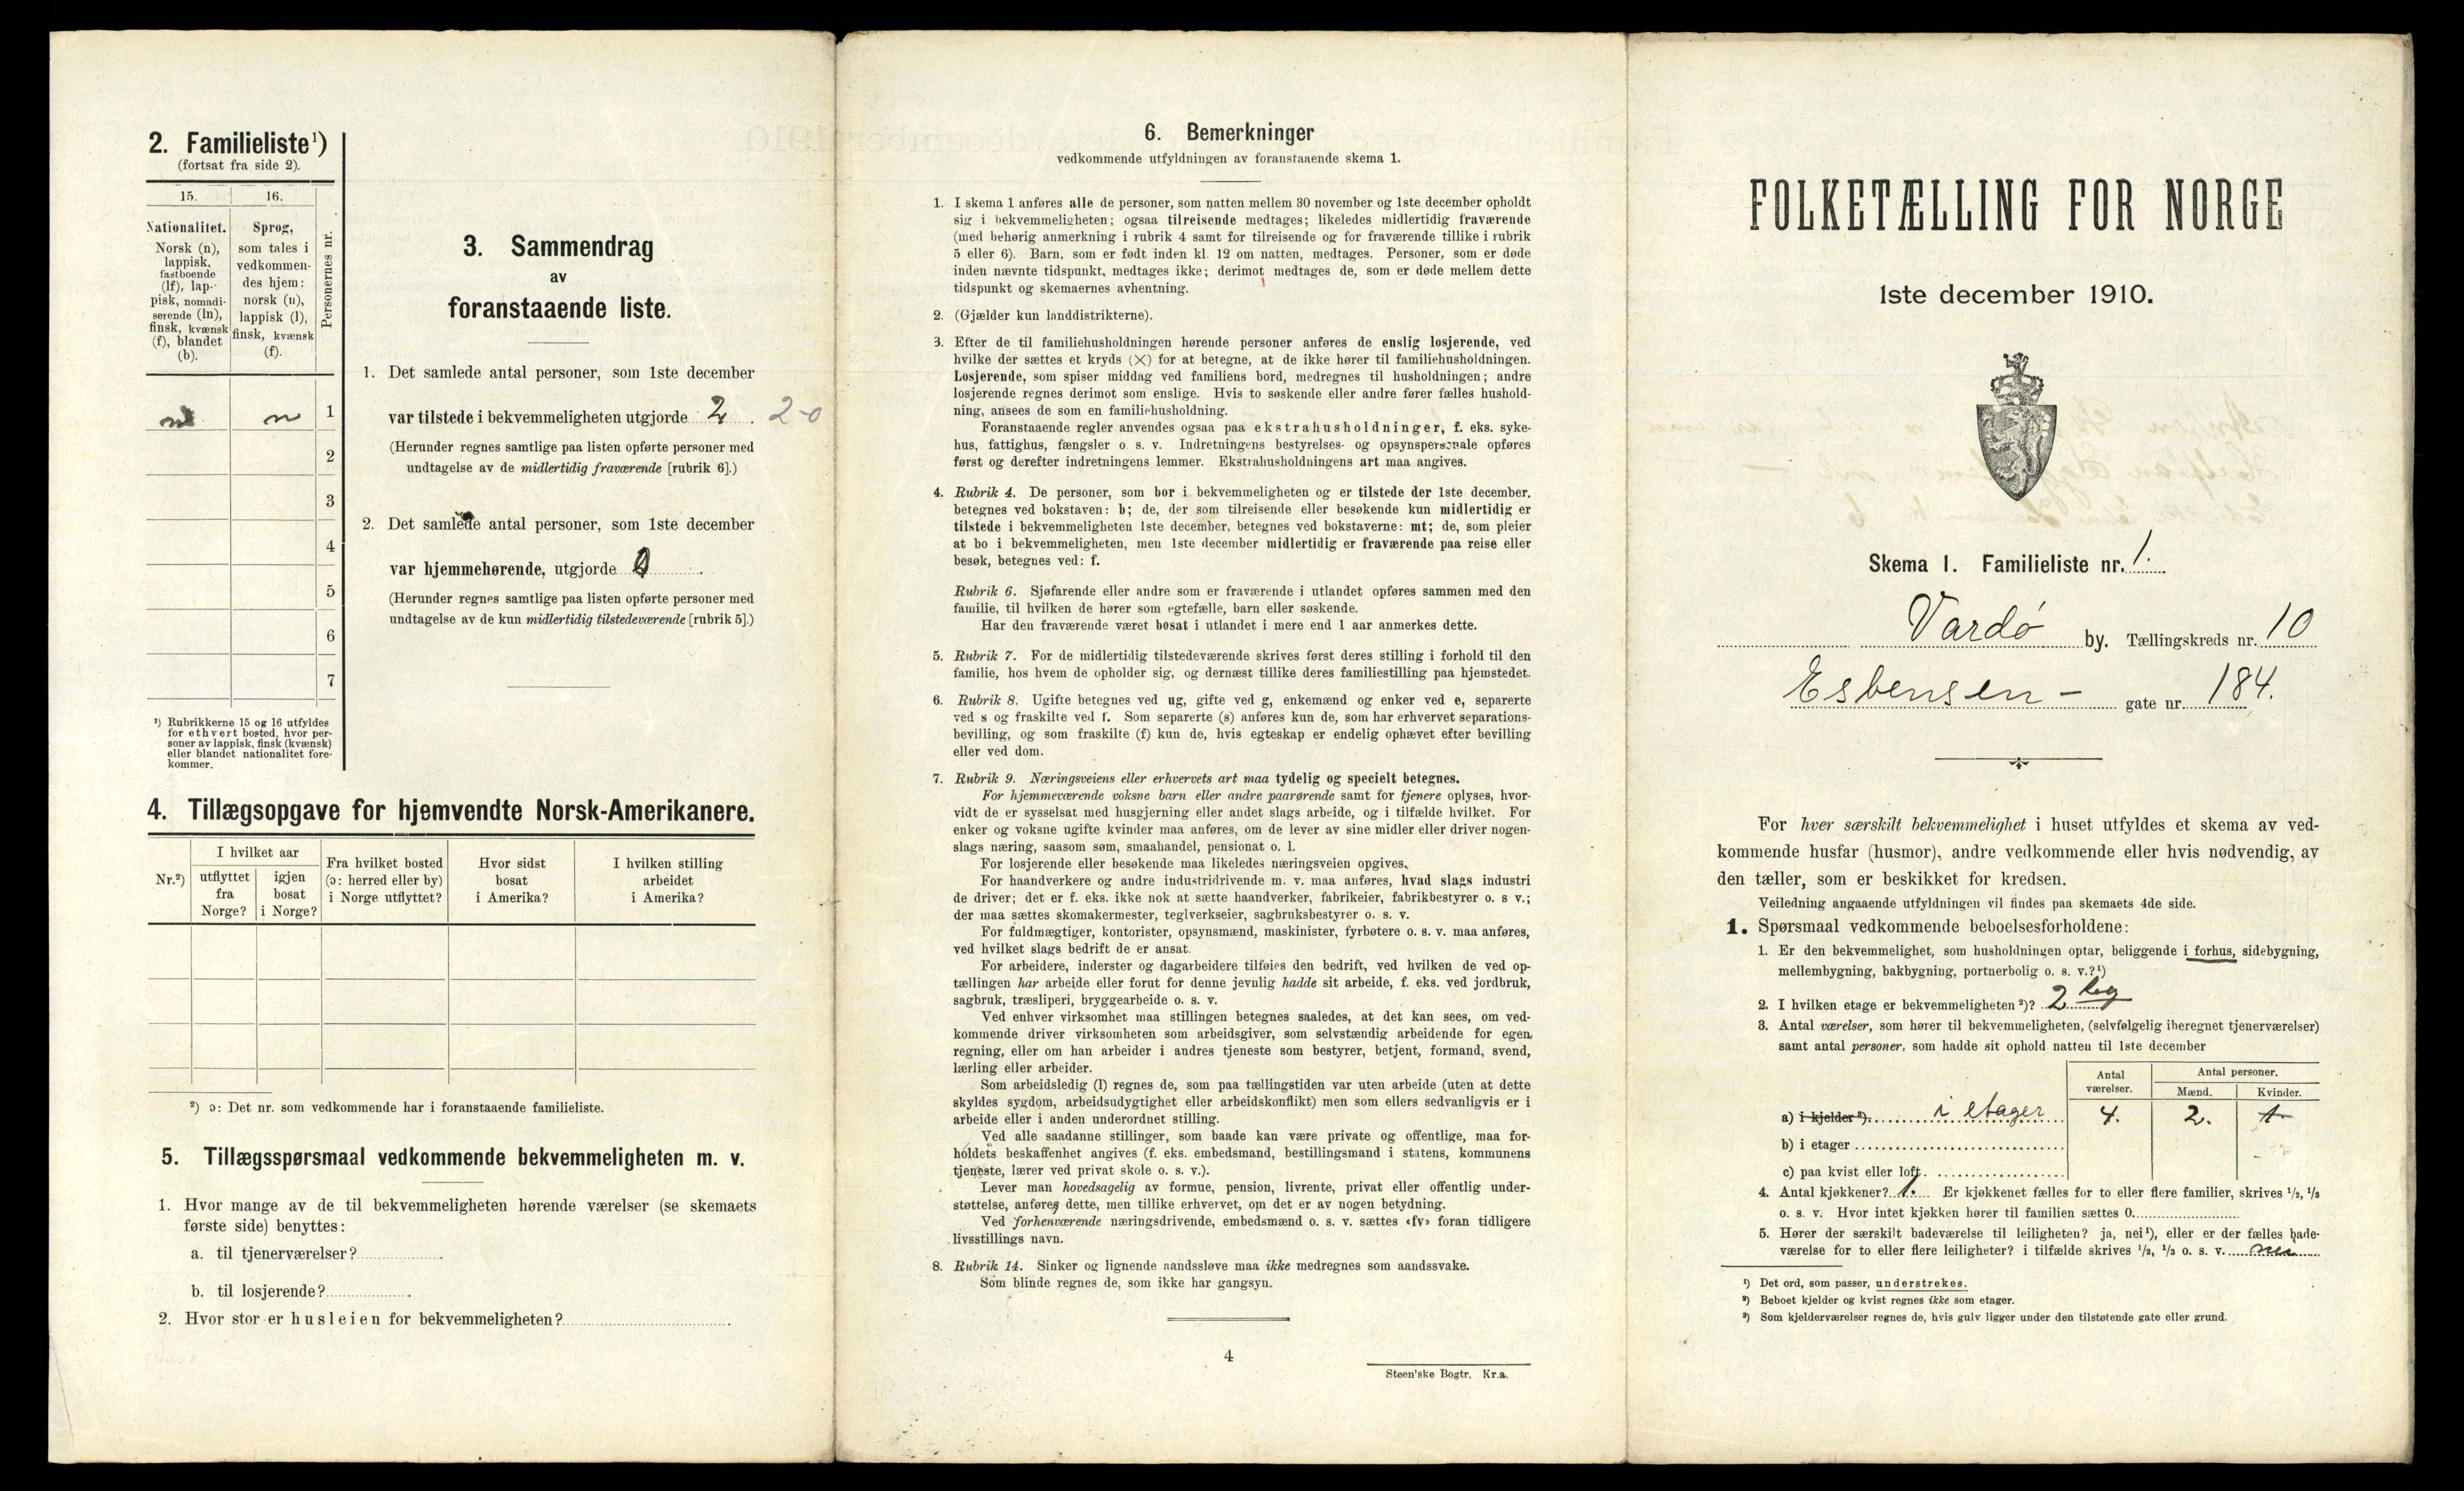 2. Familieliste¹)
(fortsat fra side 2).
15.
16.
Personernes nr.
Nationalitet.
Norsk (n),
lappisk,
fastboende
(lf), lap-
pisk, nomadi-
serende (ln),
finsk, kvænsk
(f), blandet
(b).
Sprog,
som tales i
vedkommen-
des hjem:
norsk (n),
lappisk (l),
finsk, kvænsk
(f).
n 1
2
3
4
5
6
7
¹) Rubrikkerne 15 og 16 utfyldes
for ethvert bosted, hvor per-
soner av lappisk, finsk (kvænsk)
eller blandet nationalitet fore-
kommer.
3. Sammendrag
av
foranstaaende liste.
1. Det samlede antal personer, som 1ste december
var tilstede i bekvemmeligheten utgjorde 2. 2-0
(Herunder regnes samtlige paa listen opførte personer med
undtagelse av de midlertidig fraværende [rubrik 6].)
2. Det samlede antal personer, som 1ste december
var hjemmehørende, utgjorde
(Herunder regnes samtlige paa listen opførte personer med
undtagelse av de kun midlertidig tilstedeværende [rubrik 5].)
4. Tillægsopgave for hjemvendte Norsk-Amerikanere.
Nr.²)
I hvilket aar
utflyttet
fra
Norge?
igjen
bosat
i Norge?
Fra hvilket bosted
(ɔ: herred eller by)
i Norge utflyttet?
Hvor sidst
bosat
i Amerika?
I hvilken stilling
arbeidet
i Amerika?
²) ɔ: Det nr. som vedkommende har i foranstaaende familieliste.
5. Tillægsspørsmaal vedkommende bekvemmeligheten m. v.
1. Hvor mange av de til bekvemmeligheten hørende værelser (se skemaets
første side) benyttes:
a. til tjenerværelser?
b. til losjerende?
2. Hvor stor er husleien for bekvemmeligheten?
6. Bemerkninger
vedkommende utfyldningen av foranstaaende skema 1.
1. I skema 1 anføres alle de personer, som natten mellem 30 november og 1ste december opholdt
sig i bekvemmeligheten; ogsaa tilreisende medtages; likeledes midlertidig fraværende
(med behørig anmerkning i rubrik 4 samt for tilreisende og for fraværende tillike i rubrik
5 eller 6). Barn, som er født inden kl. 12 om natten, medtages. Personer, som er døde
inden nævnte tidspunkt, medtages ikke; derimot medtages de, som er døde mellem dette
tidspunkt og skemaernes avhentning.
2. (Gjælder kun landdistrikterne).
3. Efter de til familiehusholdningen hørende personer anføres de enslig losjerende, ved
hvilke der sættes et kryds (×) for at betegne, at de ikke hører til familiehusholdningen.
Losjerende, som spiser middag ved familiens bord, medregnes til husholdningen; andre
losjerende regnes derimot som enslige. Hvis to søskende eller andre fører fælles hushold-
ning, ansees de som en familiehusholdning.
Foranstaaende regler anvendes ogsaa paa ekstrahusholdninger, f. eks. syke-
hus, fattighus, fængsler o. s. v. Indretningens bestyrelses- og opsynspersonale opføres
først og derefter indretningens lemmer. Ekstrahusholdningens art maa angives.
4. Rubrik 4. De personer, som bor i bekvemmeligheten og er tilstede der 1ste december,
betegnes ved bokstaven: b; de, der som tilreisende eller besøkende kun midlertidig er
tilstede i bekvemmeligheten 1ste december, betegnes ved bokstaverne: mt; de, som pleier
at bo i bekvemmeligheten, men 1ste december midlertidig er fraværende paa reise eller
besøk, betegnes ved: f.
Rubrik 6. Sjøfarende eller andre som er fraværende i utlandet opføres sammen med den
familie, til hvilken de hører som egtefælle, barn eller søskende.
Har den fraværende været bosat i utlandet i mere end 1 aar anmerkes dette.
5. Rubrik 7. For de midlertidig tilstedeværende skrives først deres stilling i forhold til den
familie, hos hvem de opholder sig, og dernæst tillike deres familiestilling paa hjemstedet.
6. Rubrik 8. Ugifte betegnes ved ug, gifte ved g, enkemænd og enker ved e, separerte
ved s og fraskilte ved f. Som separerte (s) anføres kun de, som har erhvervet separations-
bevilling, og som fraskilte (f) kun de, hvis egteskap er endelig ophævet efter bevilling
eller ved dom.
7. Rubrik 9. Næringsveiens eller erhvervets art maa tydelig og specielt betegnes.
For hjemmeværende voksne barn eller andre paarørende samt for tjenere oplyses, hvor-
vidt de er sysselsat med husgjerning eller andet slags arbeide, og i tilfælde hvilket. For
enker og voksne ugifte kvinder maa anføres, om de lever av sine midler eller driver nogen-
slags næring, saasom søm, smaahandel, pensionat o. l.
For losjerende eller besøkende maa likeledes næringsveien opgives.
For haandverkere og andre industridrivende m. v. maa anføres, hvad slags industri
de driver; det er f. eks. ikke nok at sætte haandverker, fabrikeier, fabrikbestyrer o. s v.;
der maa sættes skomakermester, teglverkseier, sagbruksbestyrer o. s. v.
For fuldmægtiger, kontorister, opsynsmænd, maskinister, fyrbøtere o. s. v. maa anføres,
ved hvilket slags bedrift de er ansat.
For arbeidere, inderster og dagarbeidere tilføies den bedrift, ved hvilken de ved op-
tællingen har arbeide eller forut for denne jevnlig hadde sit arbeide, f. eks. ved jordbruk,
sagbruk, træsliperi, bryggearbeide o. s. v.
Ved enhver virksomhet maa stillingen betegnes saaledes, at det kan sees, om ved-
kommende driver virksomheten som arbeidsgiver, som selvstændig arbeidende for egen
regning, eller om han arbeider i andres tjeneste som bestyrer, betjent, formand, svend,
lærling eller arbeider.
Som arbeidsledig (l) regnes de, som paa tællingstiden var uten arbeide (uten at dette
skyldes sygdom, arbeidsudygtighet eller arbeidskonflikt) men som ellers sedvanligvis er i
arbeide eller i anden underordnet stilling.
Ved alle saadanne stillinger, som baade kan være private og offentlige, maa for-
holdets beskaffenhet angives (f. eks. embedsmand, bestillingsmand i statens, kommunens
tjeneste, lærer ved privat skole o. s. v.).
Lever man hovedsagelig av formue, pension, livrente, privat eller offentlig under-
støttelse, anføres dette, men tillike erhvervet, om det er av nogen betydning.
Ved forhenværende næringsdrivende, embedsmænd o. s. v. sættes «fv» foran tidligere
livsstillings navn.
8. Rubrik 14. Sinker og lignende aandssløve maa ikke medregnes som aandssvake.
Som blinde regnes de, som ikke har gangsyn.
4
Steen'ske Bogtr. Kr.a.
FOLKETÆLLING FOR NORGE
1ste december 1910.
Skema I. Familieliste nr. 1.
Vardö by. Tællingskreds nr. 10
Esbensen- gate nr. 184.
For hver særskilt bekvemmelighet i huset utfyldes et skema av ved-
kommende husfar (husmor), andre vedkommende eller hvis nødvendig, av
den tæller, som er beskikket for kredsen.
Veiledning angaaende utfyldningen vil findes paa skemaets 4de side.
1. Spørsmaal vedkommende beboelsesforholdene:
1. Er den bekvemmelighet, som husholdningen optar, beliggende i forhus, sidebygning,
mellembygning, bakbygning, portnerbolig o. s. v.?¹)
2. I hvilken etage er bekvemmeligheten²)? 2
3. Antal værelser, som hører til bekvemmeligheten, (selvfølgelig iberegnet tjenerværelser)
samt antal personer, som hadde sit ophold natten til 1ste december
Antal
værelser.
Antal personer.
Mænd.
Kvinder.
a) i kjelder³). i etager 4. 2. 1.
b) i etager
c) paa kvist eller loft.
4. Antal kjøkkener? 1. Er kjøkkenet fælles for to eller flere familier, skrives ½, ⅓
o. s. v. Hvor intet kjøkken hører til familien sættes 0.
5. Hører der særskilt badeværelse til leiligheten? ja, nei¹), eller er der fælles bade-
værelse for to eller flere leiligheter? i tilfælde skrives ½, ⅓ o. s. v. nei
¹) Det ord, som passer, understrekes.
²) Beboet kjelder og kvist regnes ikke som etager.
³) Som kjelderværelser regnes de, hvis gulv ligger under den tilstøtende gate eller grund.